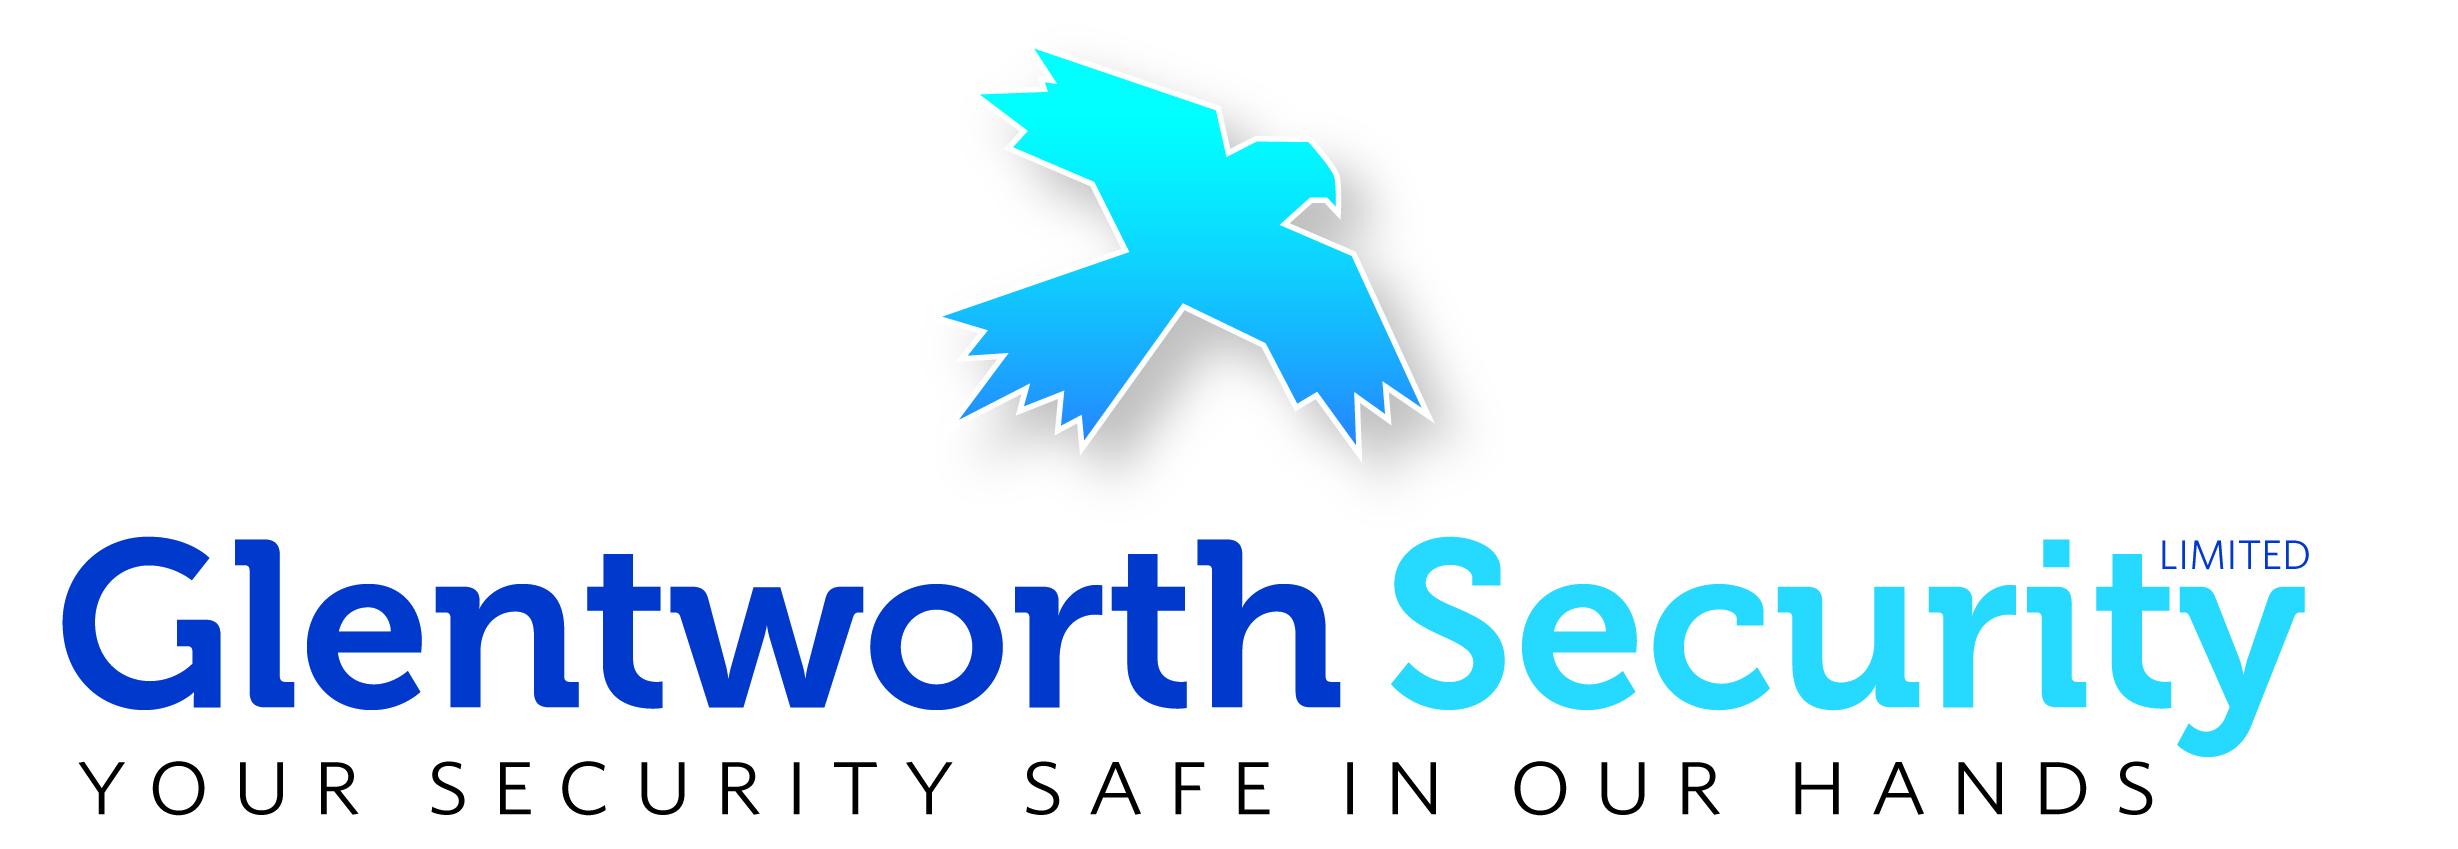 Glentworth Security LIMITED
YOUR SECURITY SAFE IN OUR HANDS